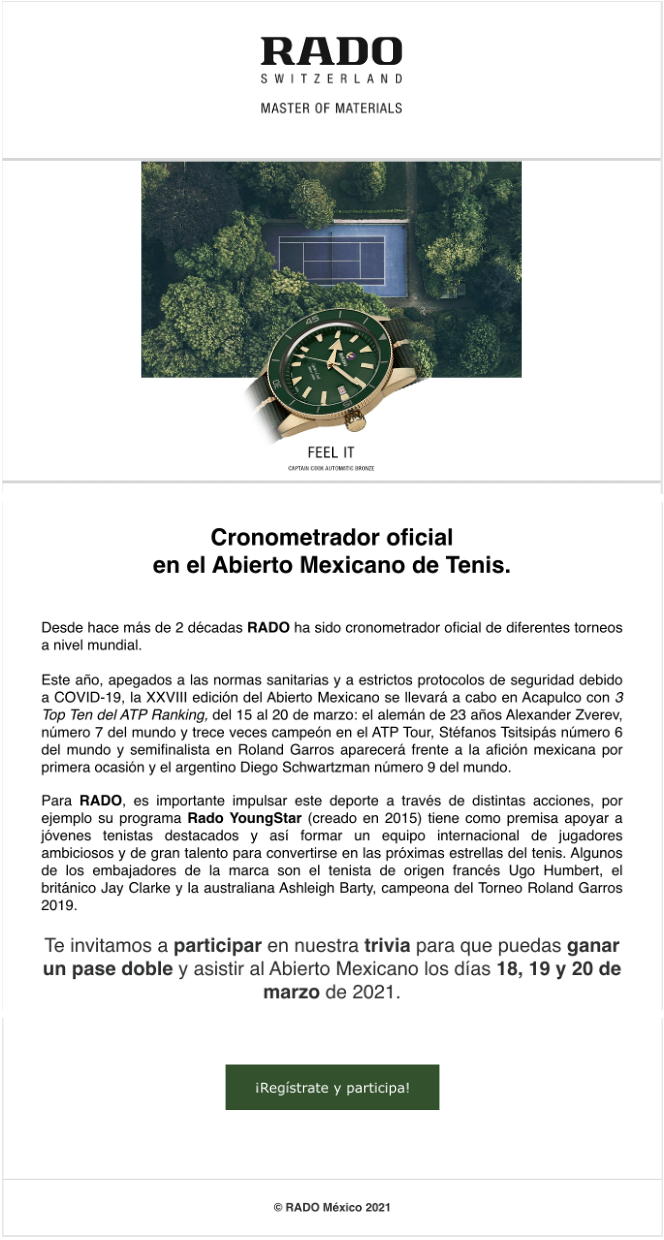 RADO
SWITZERLAND
MASTER OF MATERIALS
45
RADO
FEEL IT
CAPTAIN COOK AUTOMATIC BRONZE
Cronometrador oficial
en el Abierto Mexicano de Tenis.
Desde hace más de 2 décadas RADO ha sido cronometrador oficial de diferentes torneos
a nivel mundial.
Este año, apegados a las normas sanitarias y a estrictos protocolos de seguridad debido
a COVID-19, la XXVIII edición del Abierto Mexicano se llevará a cabo en Acapulco con 3
Top Ten del ATP Ranking, del 15 al 20 de marzo: el alemán de 23 años Alexander Zverev,
número 7 del mundo y trece veces campeón en el ATP Tour, Stéfanos Tsitsipás número 6
del mundo y semifinalista en Roland Garros aparecerá frente a la afición mexicana por
primera ocasión y el argentino Diego Schwartzman número 9 del mundo.
Para RADO, es importante impulsar este deporte a través de distintas acciones, por
ejemplo su programa Rado YoungStar (creado en 2015) tiene como premisa apoyar a
jóvenes tenistas destacados y así formar un equipo internacional de jugadores
ambiciosos y de gran talento para convertirse en las próximas estrellas del tenis. Algunos
de los embajadores de la marca son el tenista de origen francés Ugo Humbert, el
británico Jay Clarke y la australiana Ashleigh Barty, campeona del Torneo Roland Garros
2019.
Te invitamos a participar en nuestra trivia para que puedas ganar
un pase doble y asistir al Abierto Mexicano los días 18, 19 y 20 de
marzo de 2021.
¡Regístrate y participa!
© RADO México 2021